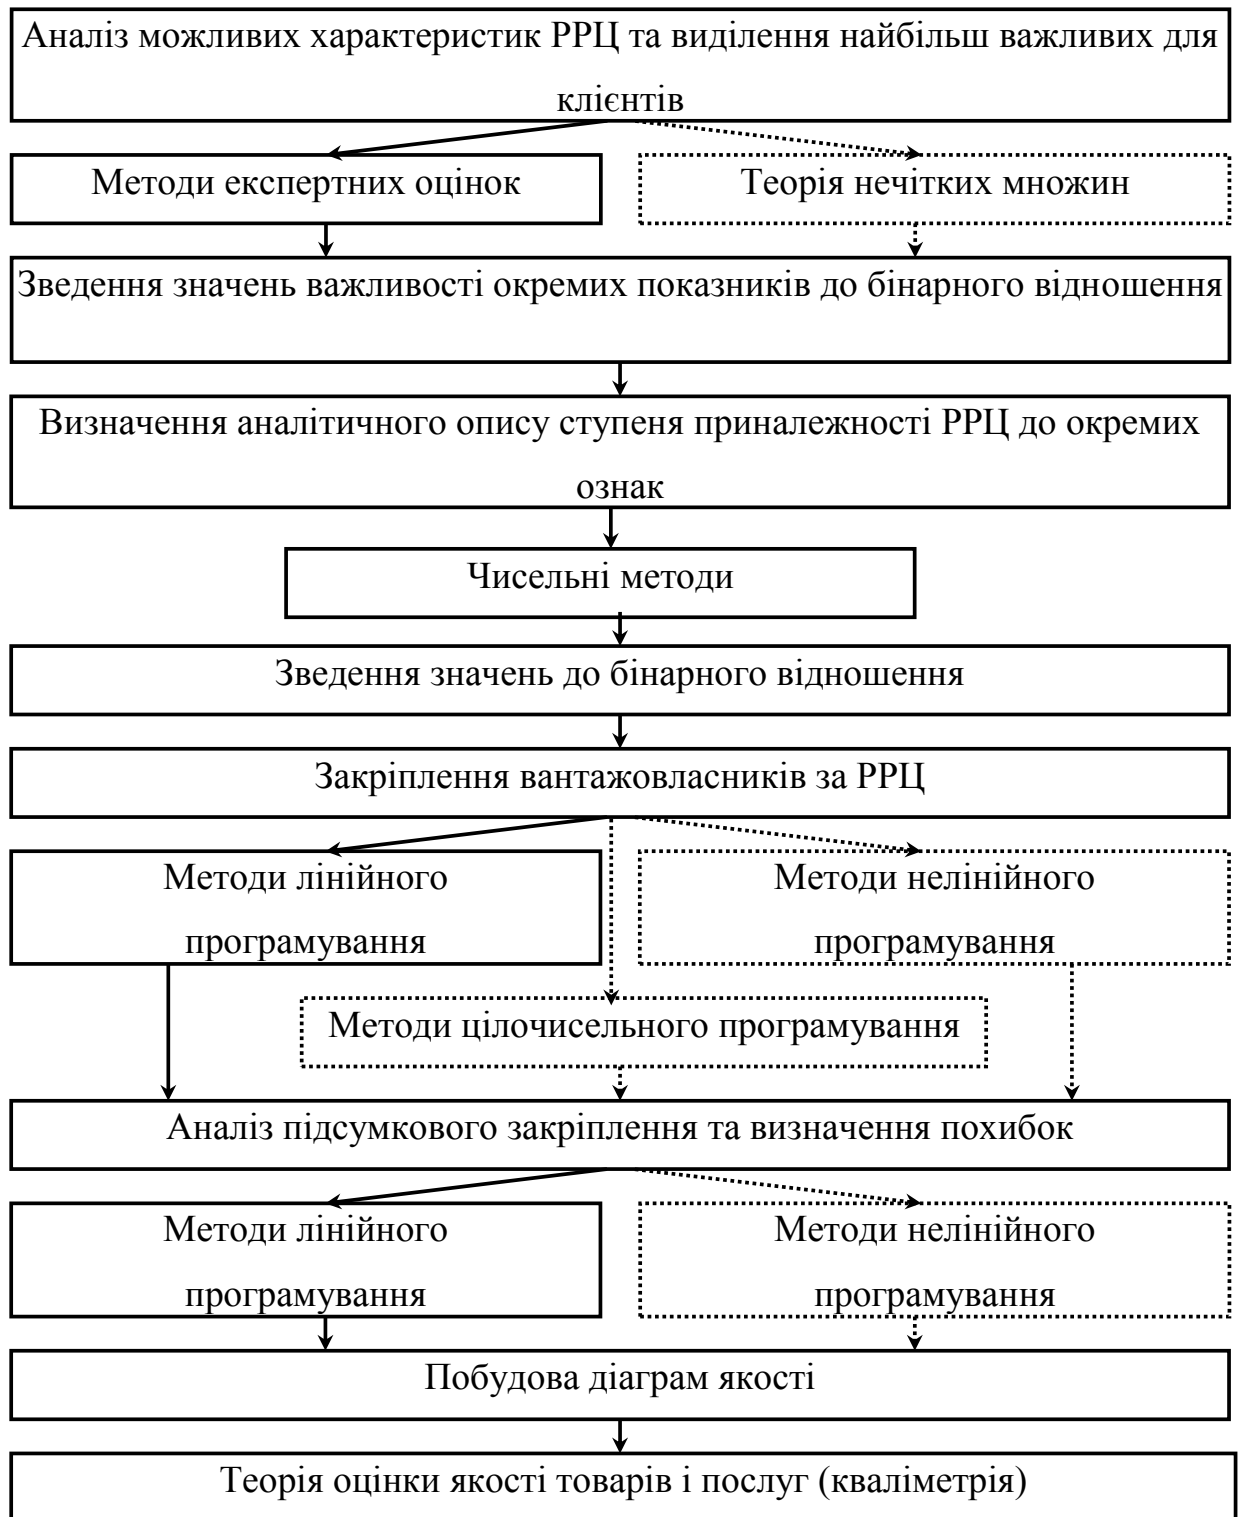 Аналіз можливих характеристик РРЦ та виділення найбільш важливих для
клієнтів
Методи експертних оцінок
Теорія нечітких множин
Зведення значень важливості окремих показників до бінарного відношення
Визначення аналітичного опису ступеня приналежності РРЦ до окремих
ознак
Чисельні методи
Зведення значень до бінарного відношення
Закріплення вантажовласників за РРЦ
Методи лінійного
програмування
Методи нелінійного
програмування
Методи цілочисельного програмування
Аналіз підсумкового закріплення та визначення похибок
Методи лінійного
програмування
Методи нелінійного
програмування
Побудова діаграм якості
Теорія оцінки якості товарів і послуг (кваліметрія)